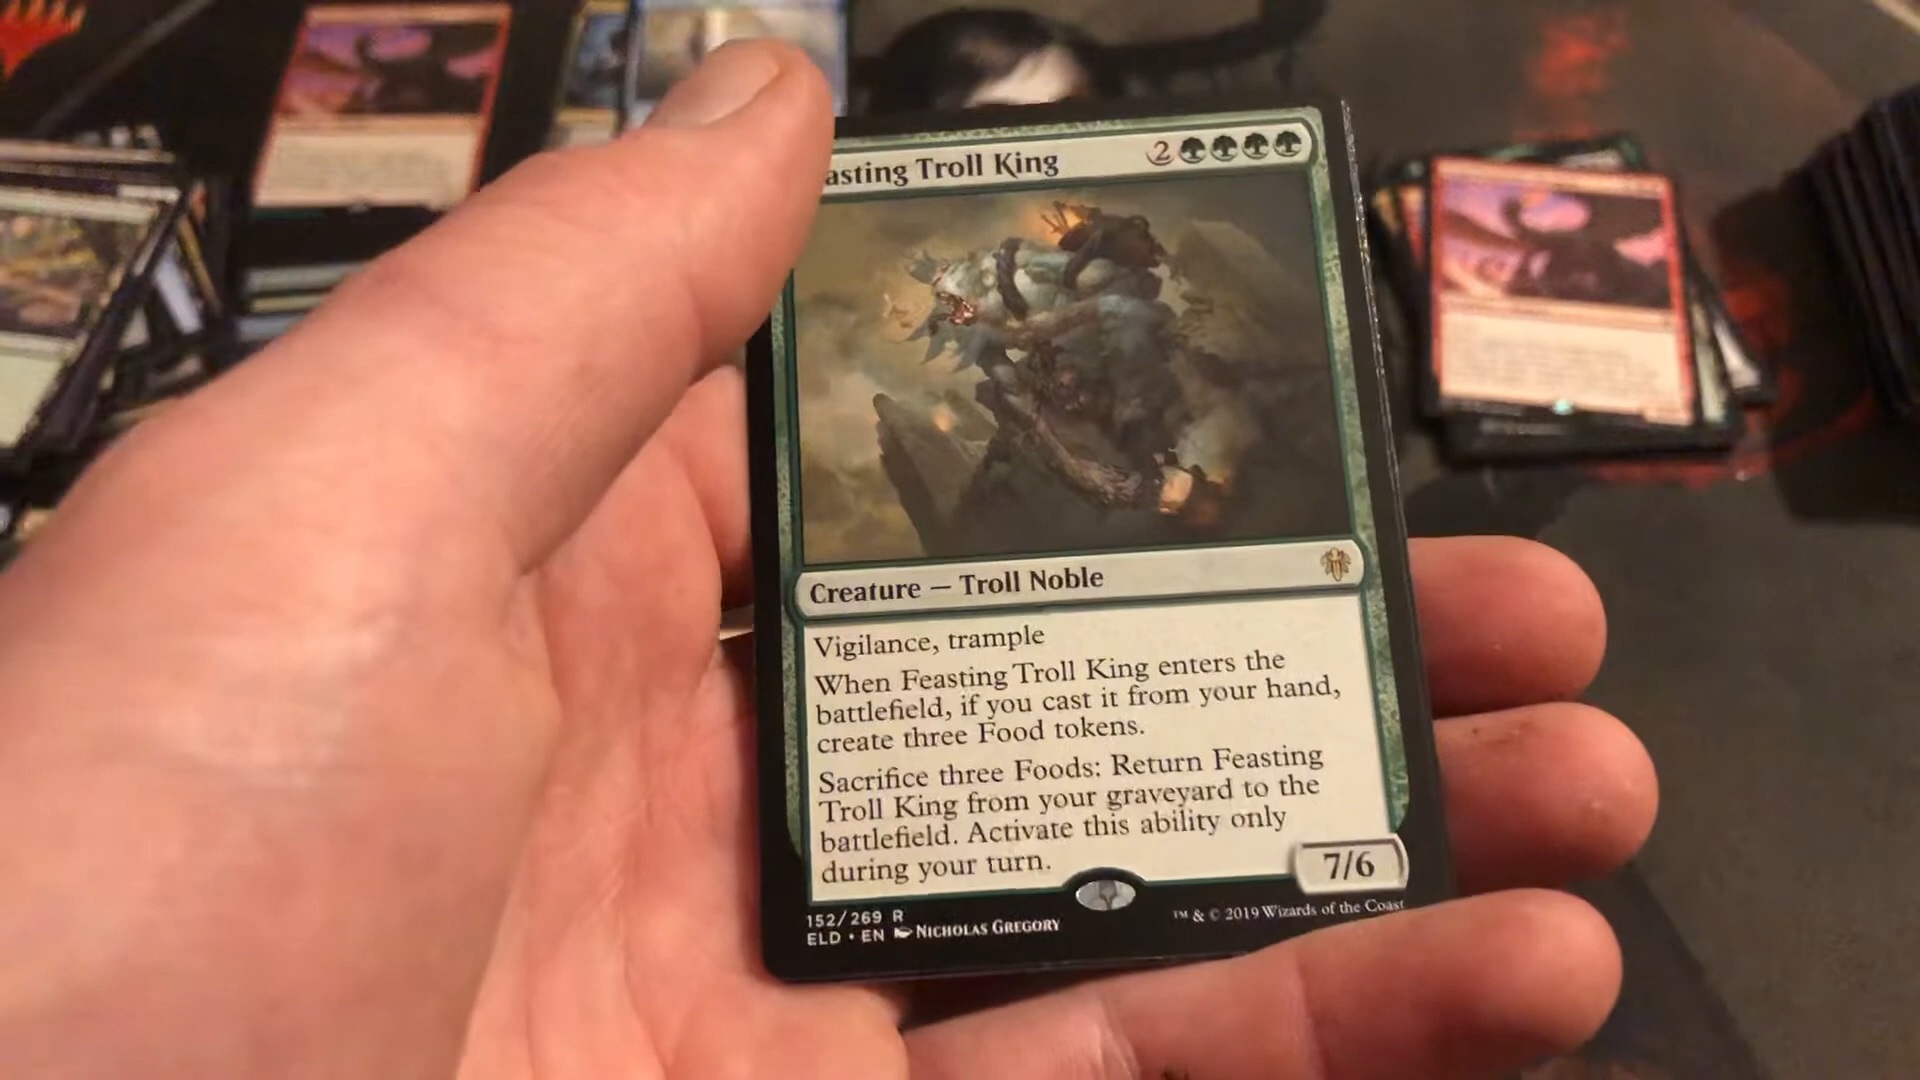 asting Troll King 2
Creature — Troll Noble
Vigilance, trample
When Feasting Troll King enters the
battlefield, if you cast it from your hand,
create three Food tokens.
Sacrifice three Foods: Return Feasting
Troll King from your graveyard to the
battlefield. Activate this ability only
during your turn.
7/6
152/269 R
ELD • EN NICHOLAS GREGORY
™ & © 2019 Wizards of the Coast